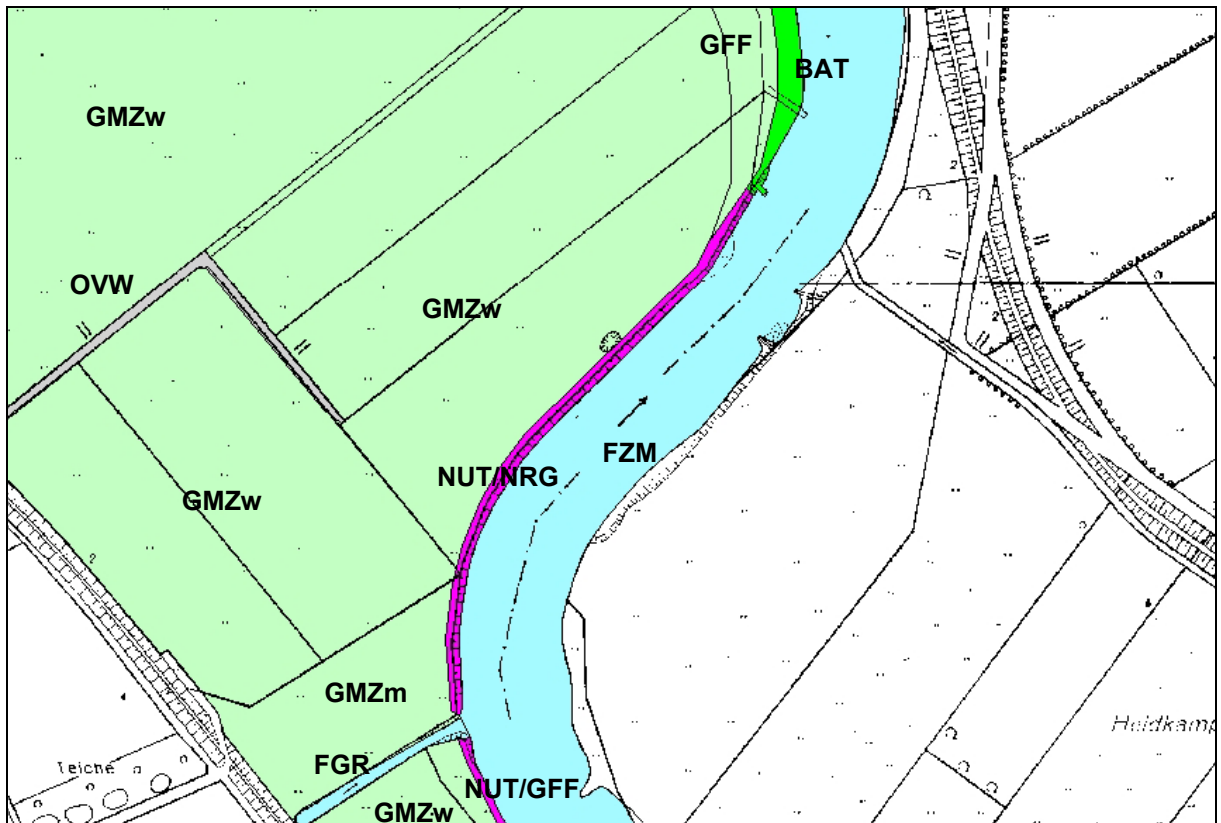 GFF
BAT
GMZw
OVW
GMZw
FZM
NUT/NRG
GMZw
GMZm
Heidkamp
FGR
Teiche
NUT/GFF
GMZw